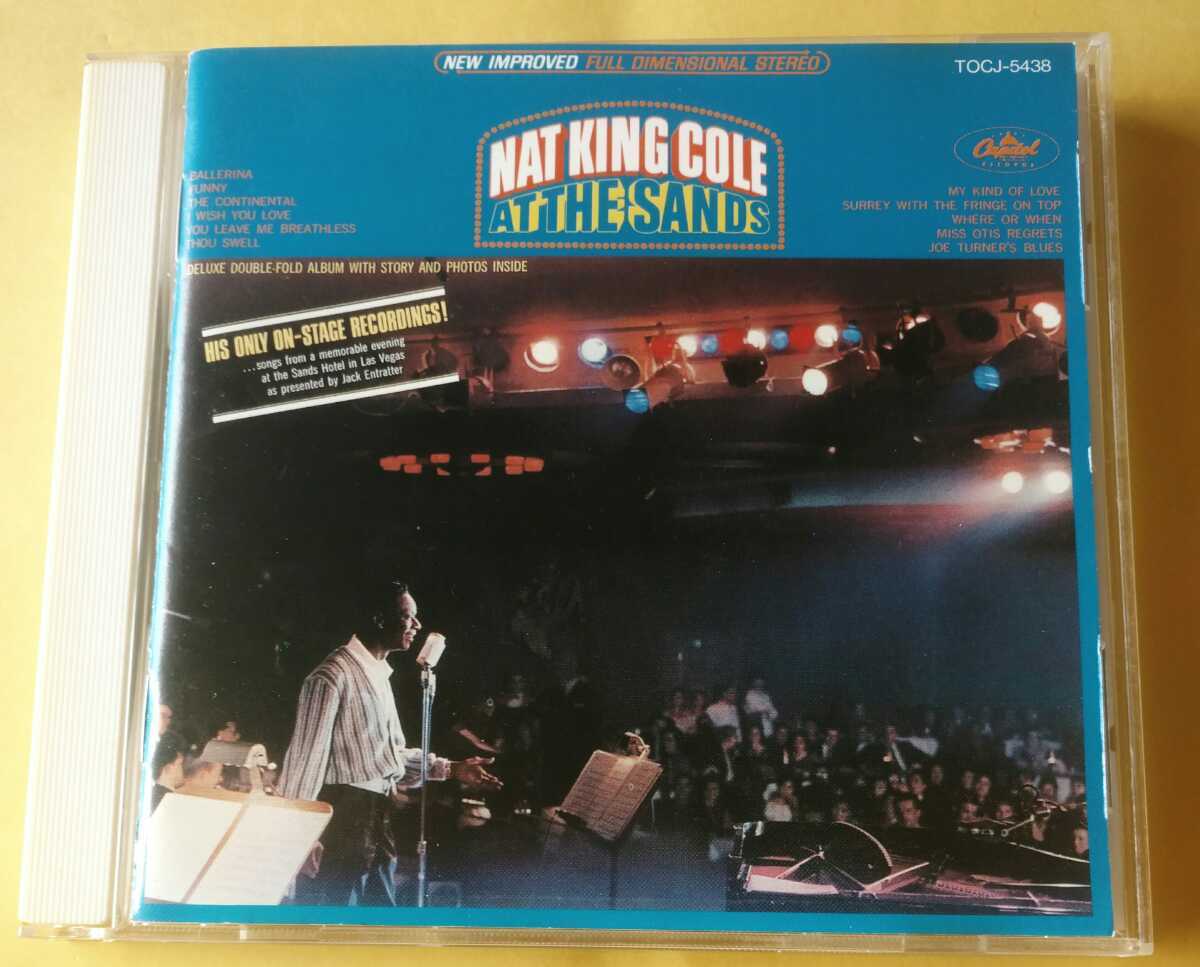 NEW IMPROVED FULL DIMENSIONAL STEREO
TOCJ-5438
NAT KING COLE
AT THE SANDS
Capitol
RECORDS
BALLERINA
FUNNY
THE CONTINENTAL
I WISH YOU LOVE
YOU LEAVE ME BREATHLESS
THOU SWELL
MY KIND OF LOVE
SURREY WITH THE FRINGE ON TOP
WHERE OR WHEN
MISS OTIS REGRETS
JOE TURNER'S BLUES
DELUXE DOUBLE-FOLD ALBUM WITH STORY AND PHOTOS INSIDE
HIS ONLY ON-STAGE RECORDINGS!
...songs from a memorable evening
at the Sands Hotel in Las Vegas
as presented by Jack Entratter